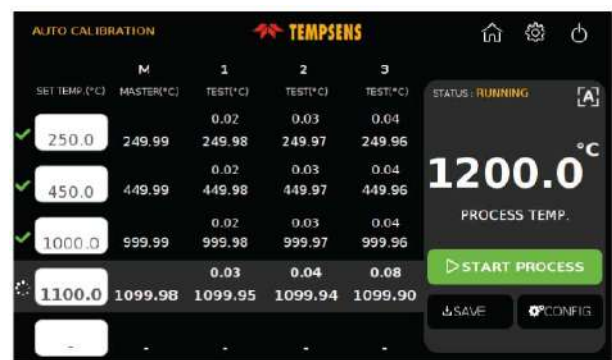 AUTO CALIBRATION
TEMPSENS
M 1 2 3
SET TEMP.(°C) MASTER(°C) TEST(°C) TEST(°C) TEST(°C)
0.02 0.03 0.04
250.0 249.99 249.98 249.97 249.96
0.02 0.03 0.04
450.0 449.99 449.98 449.97 449.96
0.02 0.03 0.04
1000.0 999.99 999.98 999.97 999.96
0.03 0.04 0.08
1100.0 1099.98 1099.95 1099.94 1099.90
- - - - -
STATUS : RUNNING [A]
1200.0 °C
PROCESS TEMP.
START PROCESS
SAVE CONFIG